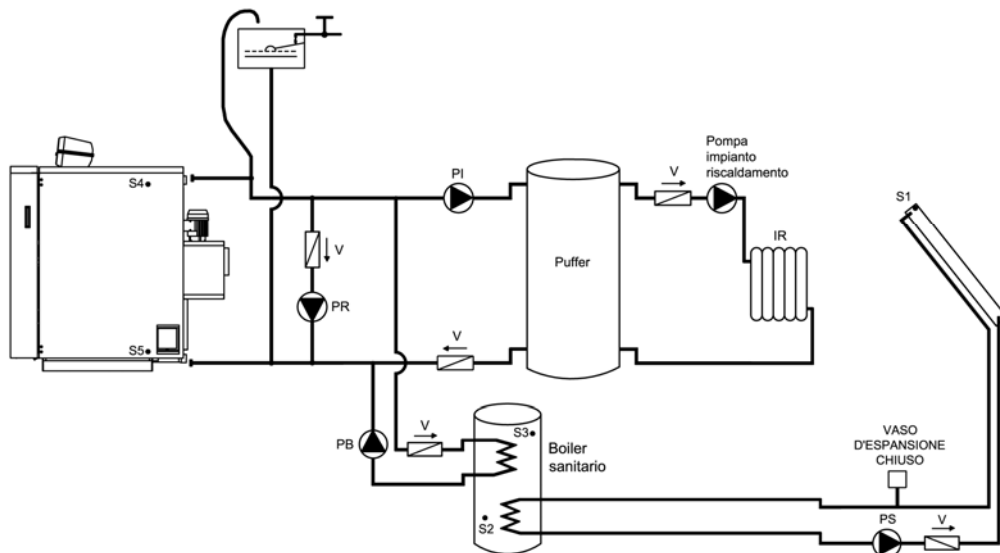 Pompa
impianto
riscaldamento
S4
PI
V
S1
IR
Puffer
V
PR
S5
V
V
S3
PB
Boiler
sanitario
VASO
D'ESPANSIONE
CHIUSO
S2
PS
V